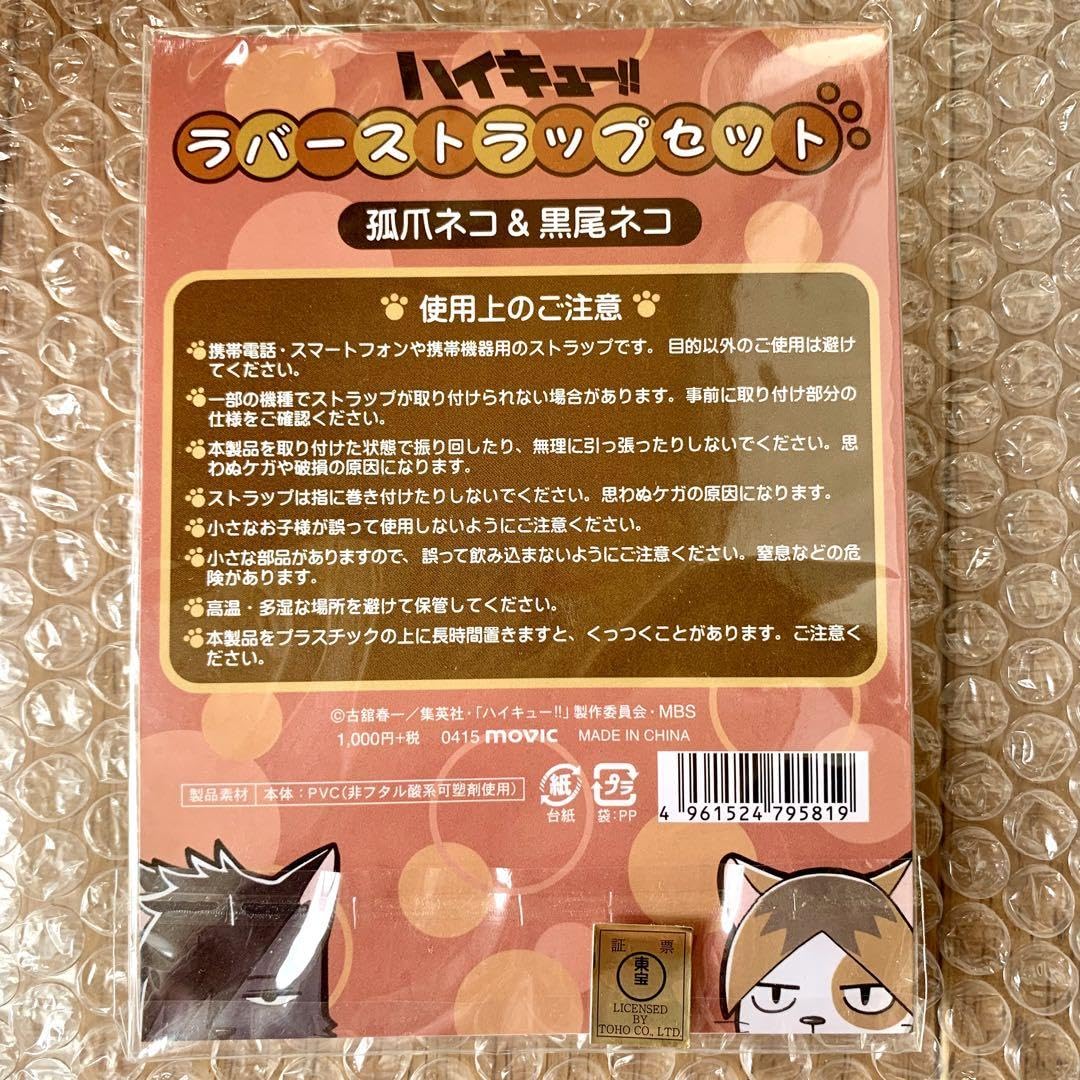 ハイキュー!!
ラバーストラップセット
孤爪ネコ & 黒尾ネコ
使用上のご注意
携帯電話・スマートフォンや携帯機器用のストラップです。目的以外のご使用は避け
てください。
一部の機種でストラップが取り付けられない場合があります。事前に取り付け部分の
仕様をご確認ください。
本製品を取り付けた状態で振り回したり、無理に引っ張ったりしないでください。思
わぬケガや破損の原因になります。
ストラップは指に巻き付けたりしないでください。思わぬケガの原因になります。
小さなお子様が誤って使用しないようにご注意ください。
小さな部品がありますので、誤って飲み込まないようにご注意ください。窒息などの危
険があります。
高温・多湿な場所を避けて保管してください。
本製品をプラスチックの上に長時間置きますと、くっつくことがあります。ご注意く
ださい。
©古舘春一／集英社・「ハイキュー!!」製作委員会・MBS
1,000円+税 0415 movic MADE IN CHINA
製品素材 本体：PVC(非フタル酸系可塑剤使用)
紙 プラ
台紙 袋：PP
4 961524 795819
証 票
東宝
LICENSED
BY
TOHO CO., LTD.